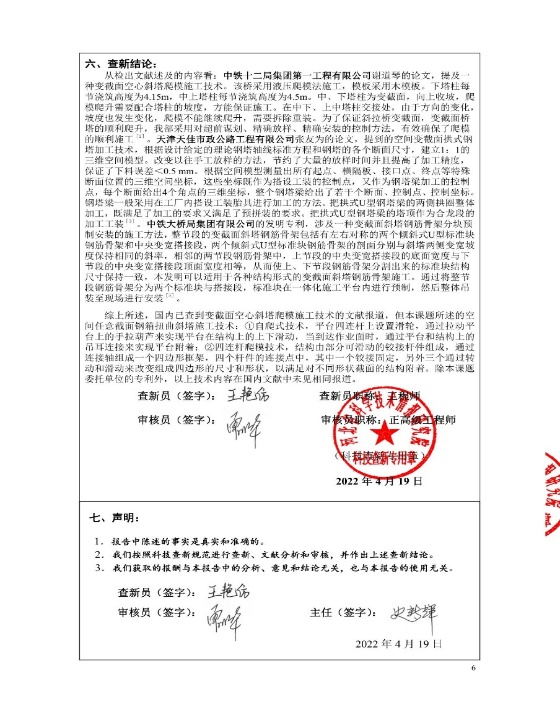 六、查新结论：
从检出文献述及的内容看：中铁十二局集团第一工程有限公司谢道琴的论文，提及一
种变截面空心斜塔爬模施工技术。该桥采用液压爬模法施工，模板采用木模板，下塔柱每
节浇筑高度为4.15m，中上塔柱每节浇筑高度为4.5m。中、下塔柱为变截面，向上收坡，爬
模爬升需要配合塔柱的坡度，方能保证施工。在中下、上中塔柱交接处，由于方向的变化，
坡度也发生变化，爬模不能继续爬升，需要拆除重装。为了保证斜拉桥变截面，变截面桥
塔的顺利爬升，我部采用对超前谋划、精确放样、精确安装的控制方法，有效确保了爬模
的顺利施工
天津天佳市政公路工程有限公司张友为的论文，提到的空间变截面拱式钢
塔加工技术，根据设计给定的理论钢塔轴线标准方程和钢塔的各个断面尺寸，建立1：1的
三维空间模型。改变以往手工放样的方法，节约了大量的放样时间并且提高了加工精度，
保证了下料误差＜0.5 mm。根据空间模型测量出所有起点、横隔板、接口点、终点等特殊
断面位置的三维空间坐标，这些坐标既作为搭设工装的控制点，又作为钢塔梁加工的控制
点，每个断面给出4个角点的三维坐标，整个钢塔梁给出了若干个断面、控制点、控制坐标。
钢塔梁一般采用在工厂内搭设工装胎具进行加工的方法。把拱式U型钢塔梁的两侧拱圈整体
加工，既满足了加工的要求又满足了预拼装的要求。把拱式U型钢塔梁的塔顶作为合龙段的
加工工装
中铁大桥局集团有限公司的发明专利，涉及一种变截面斜塔钢筋骨架分块预
制安装的施工方法，整节段的变截面斜塔钢筋骨架包括有左右对称的两个倾斜式U型标准块
钢筋骨架和中央变宽搭接段，两个倾斜式U型标准块钢筋骨架的剖面分别与斜塔两侧变宽坡
度保持相同的斜率，相邻的两节段钢筋骨架中，上节段的中央变宽搭接段的底面宽度与下
节段的中央变宽搭接段顶面宽度相等，从而使上、下节段钢筋骨架分割出来的标准块结构
尺寸保持一致。本发明可以适用于各种结构形式的变截面斜塔钢筋骨架施工，通过将整节
段钢筋骨架分为两个标准块与搭接段，标准块在一体化施工平台内进行预制，然后整体吊
装至现场进行安装
综上所述，国内已查到变截面空心斜塔爬模施工技术的文献报道，但本课题所述的空
间任意截面钢箱扭曲斜塔施工技术：①自爬式技术，平台四连杆上设置滑轮，通过拉动平
台上的手拉葫芦来实现平台在结构上的上下滑动，当到达作业面时，通过平台和结构上的
吊耳连接来实现平台附着；②四连杆爬模技术，结构由部分可滑动的铰接杆件组成，通过
连接轴组成一个四边形框架，四个杆件的连接点中，其中一个铰接固定，另外三个通过转
动和滑动来改变组成四边形的尺寸和形状，以满足对不同形状截面的结构附着。除本课题
委托单位的专利外，以上技术内容在国内文献中未见相同报道。
查新员（签字）：
查新员职称：工程师
审核员（签字）：
审核员职称：正高级工程师
（科技查新专用章）
科技查新专用章
2022 年 4 月 19 日
七、声明：
1．报告中陈述的事实是真实和准确的。
2．我们按照科技查新规范进行查新、文献分析和审核，并作出上述查新结论。
3．我们获取的报酬与本报告中的分析、意见和结论无关，也与本报告的使用无关。
查新员（签字）：
审核员（签字）：
主任（签字）：
2022 年 4 月 19 日
6